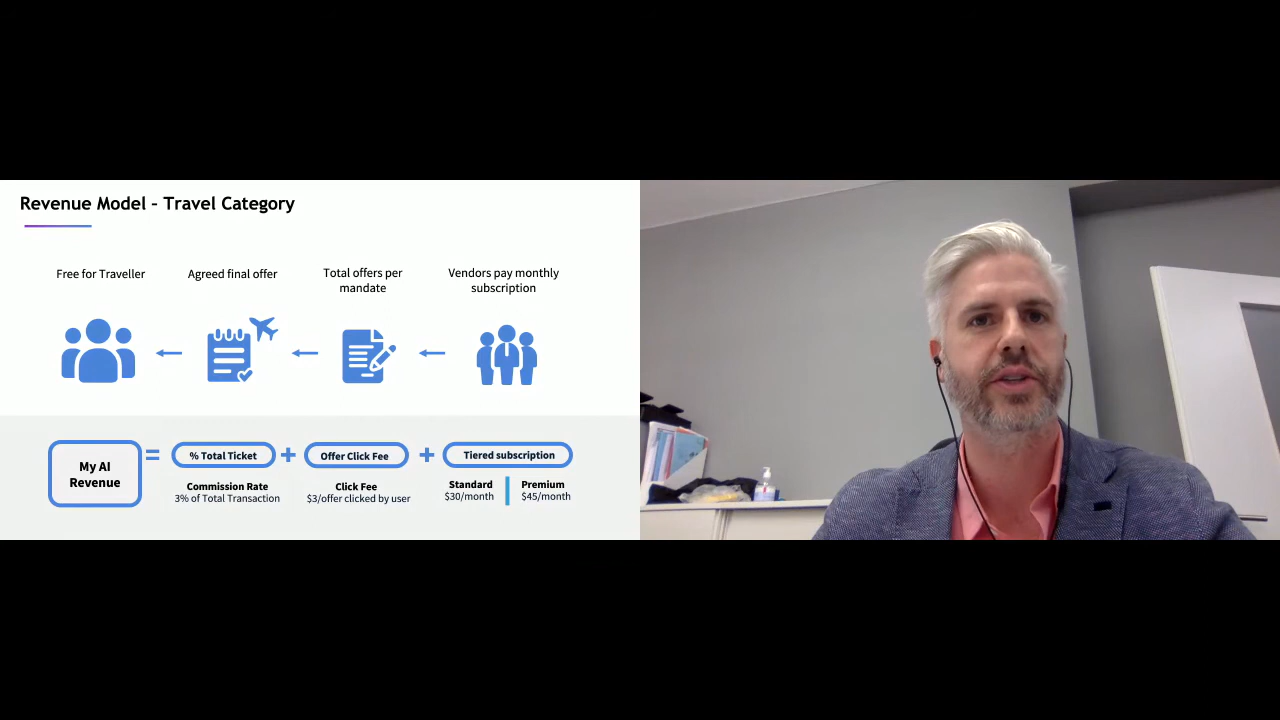 Revenue Model - Travel Category
Free for Traveller
Agreed final offer
Total offers per
mandate
Vendors pay monthly
subscription
My AI
Revenue
=
% Total Ticket
+
Offer Click Fee
+
Tiered subscription
Commission Rate
3% of Total Transaction
Click Fee
$3/offer clicked by user
Standard
$30/month
Premium
$45/month